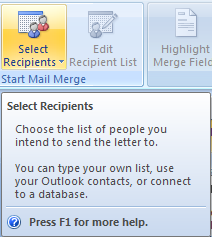 Select
Recipients
Edit
Recipient List
Highlight
Merge Field
Start Mail Merge
Select Recipients
Choose the list of people you
intend to send the letter to.
You can type your own list, use
your Outlook contacts, or connect
to a database.
Press F1 for more help.